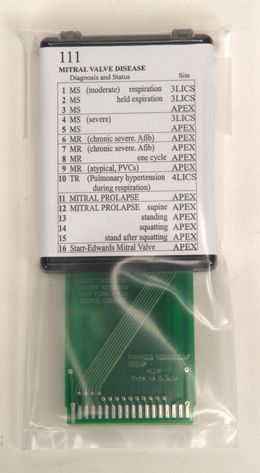 111
MITRAL VALVE DISEASE
Diagnosis and Status Site
1 MS (moderate) respiration 3LICS
2 MS held expiration 3LICS
3 MS APEX
4 MS (severe) 3LICS
5 MS APEX
6 MR (chronic severe. Afib) APEX
7 MR (chronic severe. Afib) APEX
8 MR one cycle APEX
9 MR (atypical, PVCs) APEX
10 TR (Pulmonary hypertention 4LICS
during respiration)
11 MITRAL PROLAPSE APEX
12 MITRAL PROLAPSE supine APEX
13 standing APEX
14 squatting APEX
15 stand after squatting APEX
16 Starr-Edwards Mitral Valve APEX